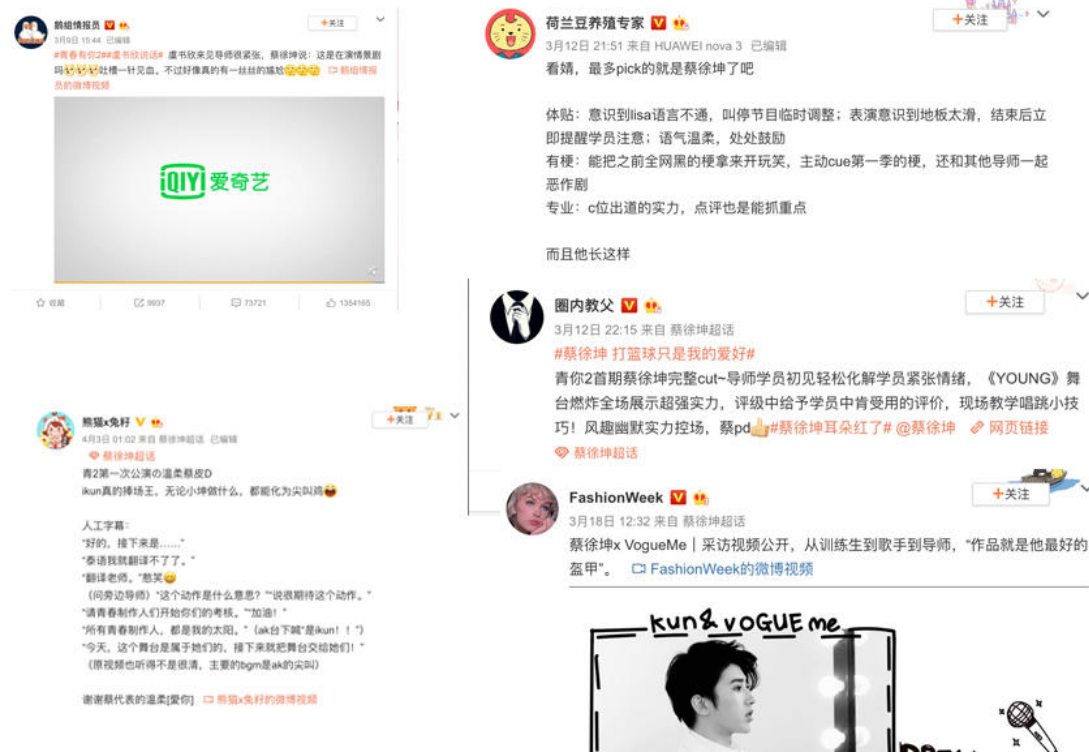 鹅组情报员
+关注
3月9日 15:44 已编辑
#青春有你2##虞书欣说话# 虞书欣来见导师很紧张，蔡徐坤说：这是在演情景剧
吗吐槽一针见血，不过好像真的有一丝丝的尴尬 鹅组情报
员的微博视频
iQIYI 爱奇艺
收藏
9937
73721
1354165
熊猫x兔籽
+关注
4月3日 01:02 来自 蔡徐坤超话 已编辑
蔡徐坤超话
青2第一次公演の温柔蔡皮D
ikun真的捧场王，无论小坤做什么，都能化为尖叫鸡
人工字幕：
“好的，接下来是……”
“泰语我就翻译不了了。”
“翻译老师。”憨笑
（问旁边导师）“这个动作是什么意思？”“说很期待这个动作。”
“请青春制作人们开始你们的考核。”“加油！”
“所有青春制作人，都是我的太阳。”（ak台下喊“是ikun！！”）
“今天，这个舞台是属于她们的，接下来就把舞台交给她们！”
（原视频也听得不是很清，主要的bgm是ak的尖叫）
谢谢蔡代表的温柔[爱你] 熊猫x兔籽的微博视频
荷兰豆养殖专家
+关注
3月12日 21:51 来自 HUAWEI nova 3 已编辑
看婧，最多pick的就是蔡徐坤了吧
体贴：意识到lisa语言不通，叫停节目临时调整；表演意识到地板太滑，结束后立
即提醒学员注意；语气温柔，处处鼓励
有梗：能把之前全网黑的梗拿来开玩笑，主动cue第一季的梗，还和其他导师一起
恶作剧
专业：c位出道的实力，点评也是能抓重点
而且他长这样
圈内教父
+关注
3月12日 22:15 来自 蔡徐坤超话
#蔡徐坤 打篮球只是我的爱好#
青你2首期蔡徐坤完整cut~导师学员初见轻松化解学员紧张情绪，《YOUNG》舞
台燃炸全场展示超强实力，评级中给予学员中肯受用的评价，现场教学唱跳小技
巧！风趣幽默实力控场，蔡pd#蔡徐坤耳朵红了# @蔡徐坤 网页链接
蔡徐坤超话
FashionWeek
+关注
3月18日 12:32 来自 蔡徐坤超话
蔡徐坤x VogueMe｜采访视频公开，从训练生到歌手到导师，“作品就是他最好的
盔甲”。 FashionWeek的微博视频
kun & VOGUE me